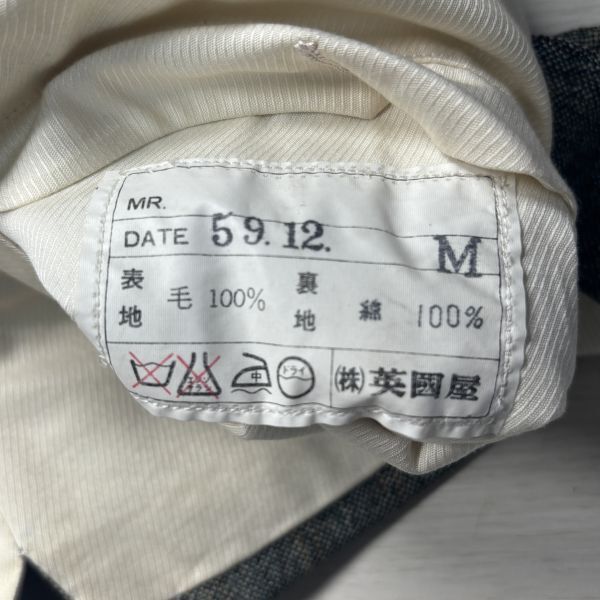 MR.
DATE 59.12.
M
表地 毛 100% 裏地 綿 100%
中 ドライ ㈱英國屋